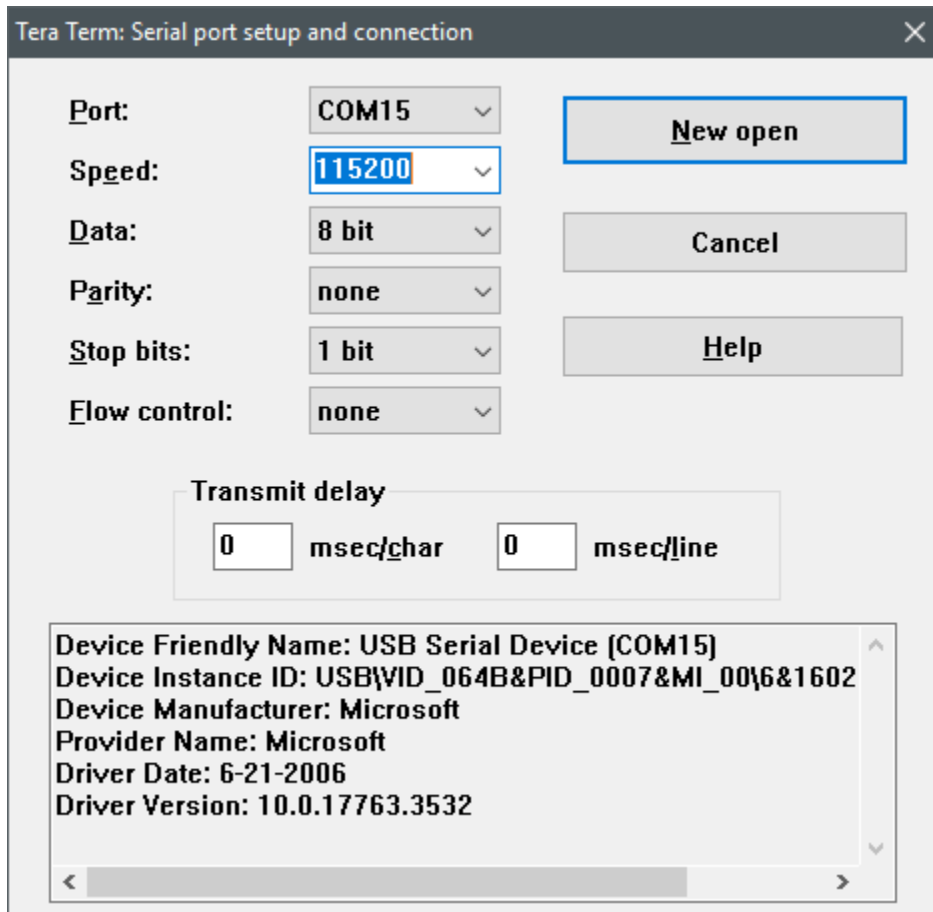 Tera Term: Serial port setup and connection
Port: COM15
New open
Speed: 115200
Data: 8 bit
Cancel
Parity: none
Stop bits: 1 bit
Help
Flow control: none
Transmit delay
0 msec/char 0 msec/line
Device Friendly Name: USB Serial Device (COM15)
Device Instance ID: USB\VID_064B&PID_0007&MI_00\6&1602
Device Manufacturer: Microsoft
Provider Name: Microsoft
Driver Date: 6-21-2006
Driver Version: 10.0.17763.3532